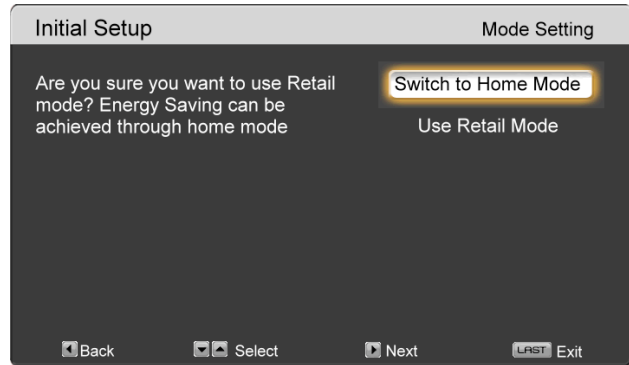 Initial Setup
Mode Setting
Are you sure you want to use Retail
mode? Energy Saving can be
achieved through home mode
Switch to Home Mode
Use Retail Mode
Back
Select
Next
LAST Exit